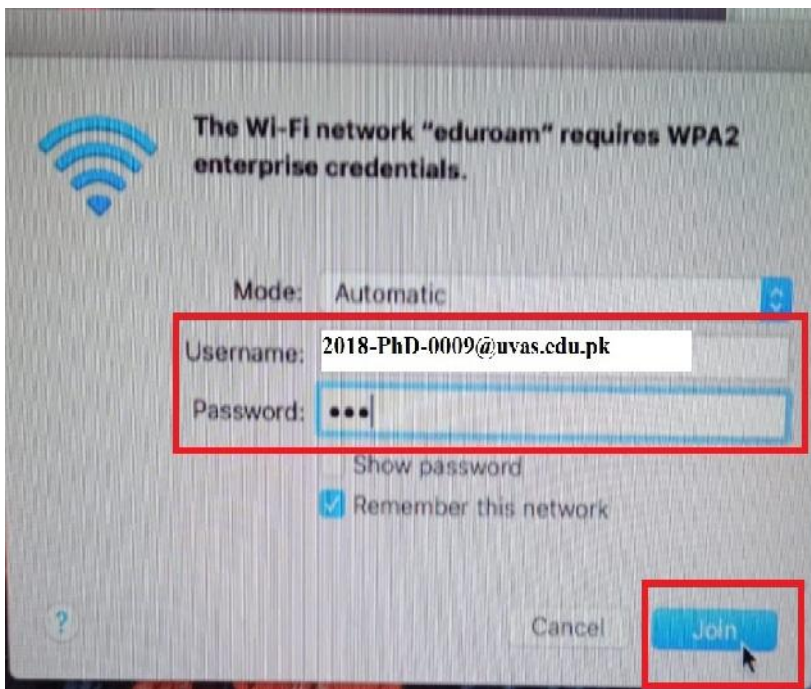 The Wi-Fi network “eduroam” requires WPA2
enterprise credentials.
Mode: Automatic
Username: 2018-PhD-0009@uvas.edu.pk
Password: •••
Show password
Remember this network
? Cancel Join